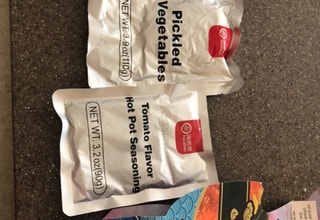 Pickled
Vegetables
NET WT. 3.9oz(110g)
Tomato Flavor
Hot Pot Seasoning
NET WT. 3.2oz(90g)